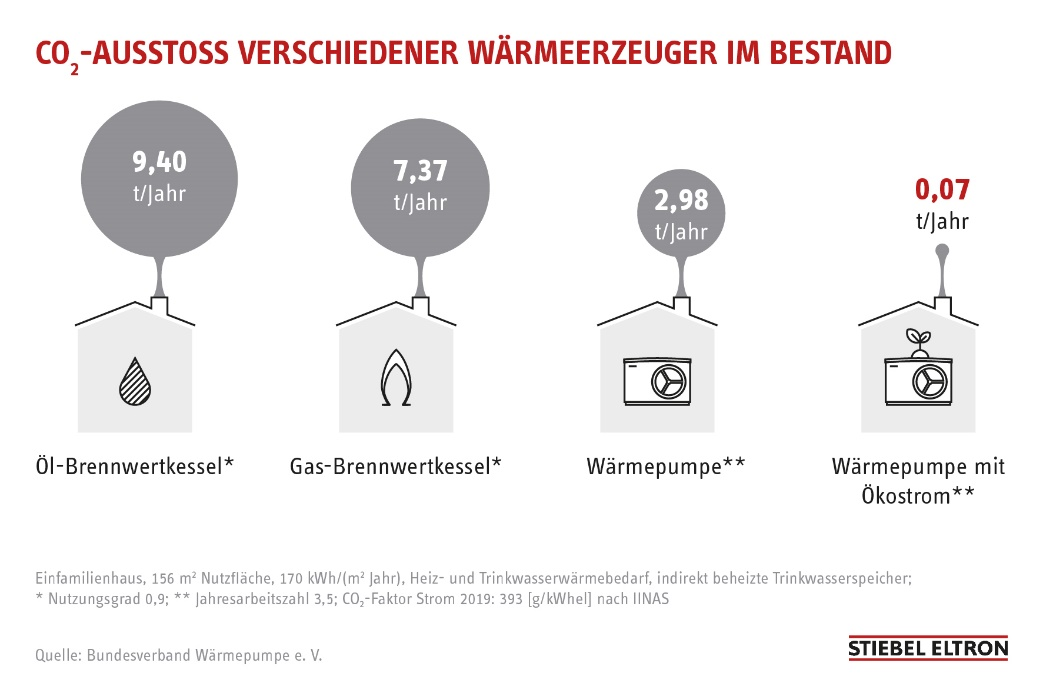 CO₂-AUSSTOSS VERSCHIEDENER WÄRMEERZEUGER IM BESTAND
9,40
t/Jahr
7,37
t/Jahr
2,98
t/Jahr
0,07
t/Jahr
Öl-Brennwertkessel*
Gas-Brennwertkessel*
Wärmepumpe**
Wärmepumpe mit
Ökostrom**
Einfamilienhaus, 156 m² Nutzfläche, 170 kWh/(m² Jahr), Heiz- und Trinkwasserwärmebedarf, indirekt beheizte Trinkwasserspeicher;
* Nutzungsgrad 0,9; ** Jahresarbeitszahl 3,5; CO₂-Faktor Strom 2019: 393 [g/kWhel] nach IINAS
Quelle: Bundesverband Wärmepumpe e. V.
STIEBEL ELTRON